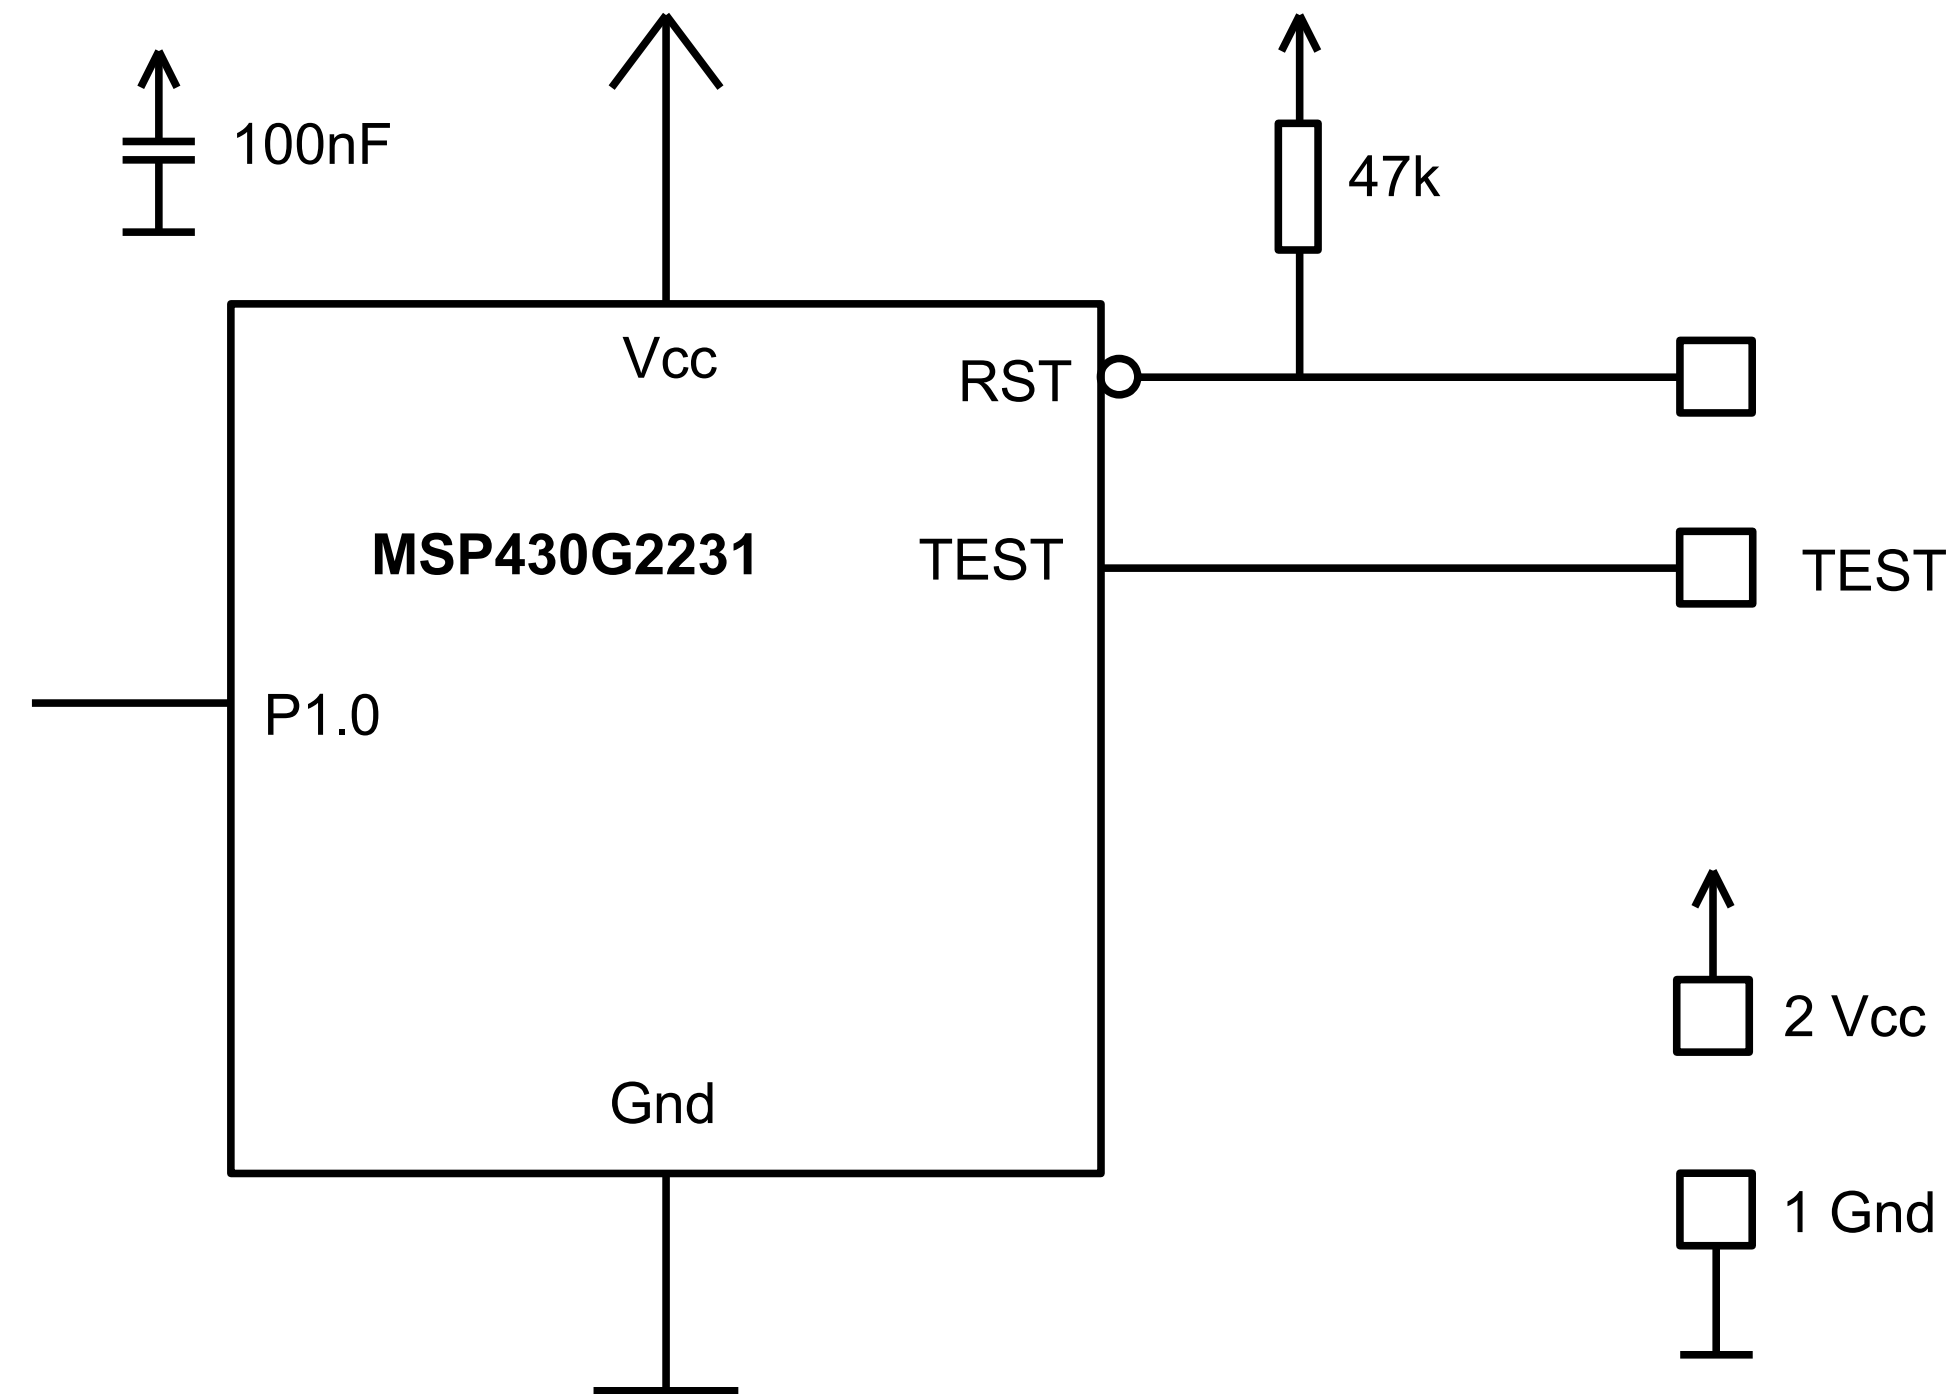 100nF
47k
Vcc
RST
MSP430G2231
TEST
TEST
P1.0
2 Vcc
Gnd
1 Gnd